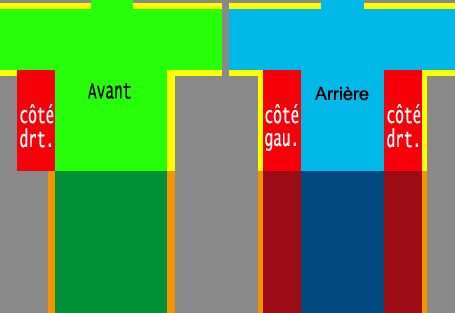 Avant
côté
drt.
Arrière
côté
gau.
côté
drt.